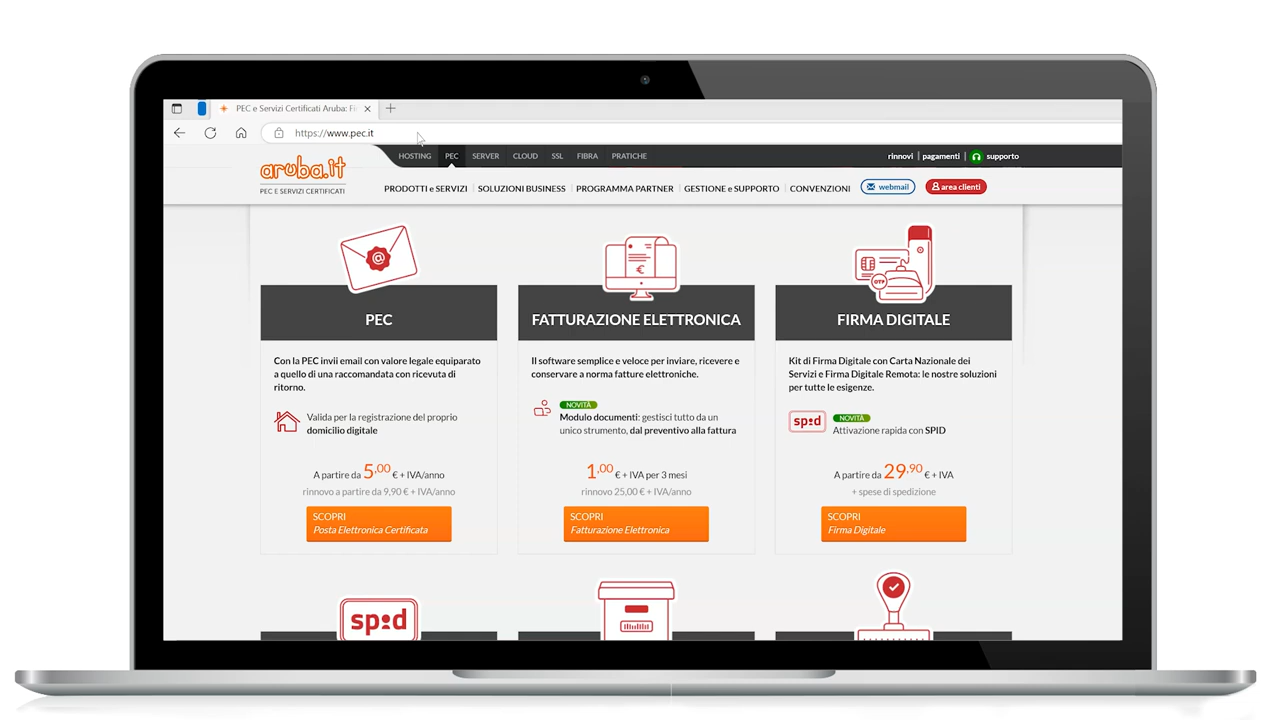 PEC e Servizi Certificati Aruba: Fi
https://www.pec.it
HOSTING PEC SERVER CLOUD SSL FIBRA PRATICHE
rinnovi | pagamenti | supporto
aruba.it
PEC E SERVIZI CERTIFICATI
PRODOTTI e SERVIZI | SOLUZIONI BUSINESS | PROGRAMMA PARTNER | GESTIONE e SUPPORTO | CONVENZIONI
webmail
area clienti
@
PEC
Con la PEC invii email con valore legale equiparato
a quello di una raccomandata con ricevuta di
ritorno.
Valida per la registrazione del proprio
domicilio digitale
A partire da 5,00 € + IVA/anno
rinnovo a partire da 9,90 € + IVA/anno
SCOPRI
Posta Elettronica Certificata
€
FATTURAZIONE ELETTRONICA
Il software semplice e veloce per inviare, ricevere e
conservare a norma fatture elettroniche.
NOVITÀ
Modulo documenti: gestisci tutto da un
unico strumento, dal preventivo alla fattura
1,00 € + IVA per 3 mesi
rinnovo 25,00 € + IVA/anno
SCOPRI
Fatturazione Elettronica
OTP
FIRMA DIGITALE
Kit di Firma Digitale con Carta Nazionale dei
Servizi e Firma Digitale Remota: le nostre soluzioni
per tutte le esigenze.
spid
NOVITÀ
Attivazione rapida con SPID
A partire da 29,90 € + IVA
+ spese di spedizione
SCOPRI
Firma Digitale
spid